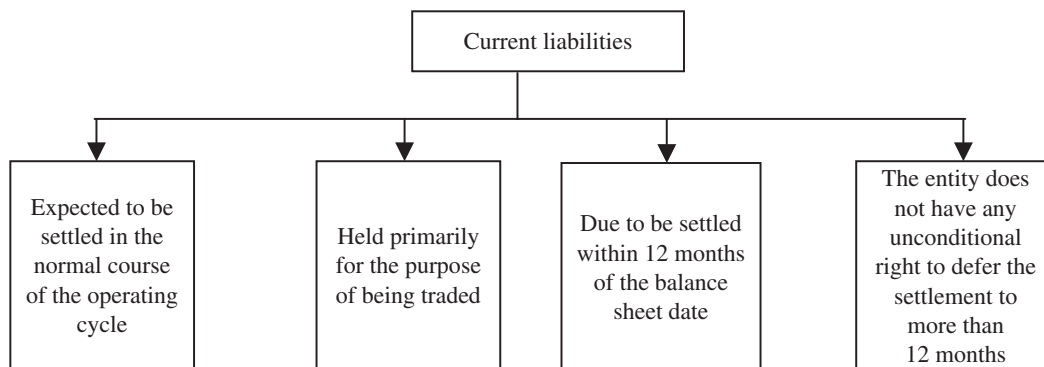 Current liabilities
Expected to be
settled in the
normal course
of the operating
cycle
Held primarily
for the purpose
of being traded
Due to be settled
within 12 months
of the balance
sheet date
The entity does
not have any
unconditional
right to defer the
settlement to
more than
12 months